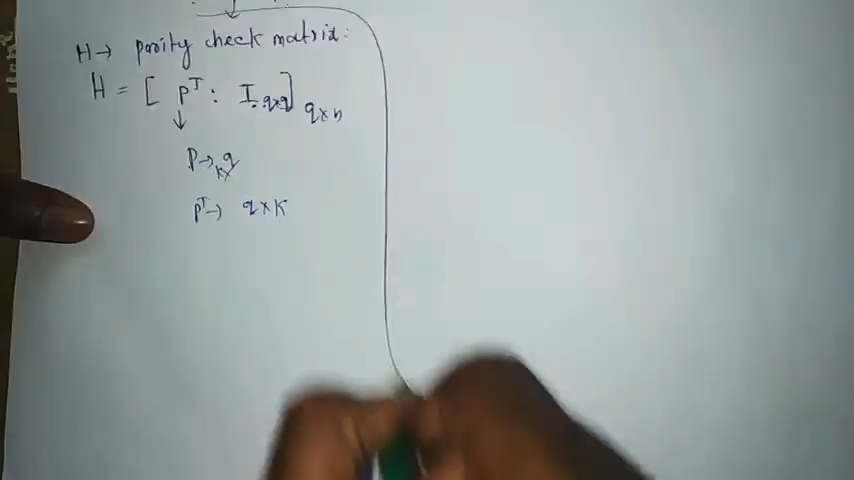 H → parity check matrix:
H = [ P^T : I q×q ] q×n
↓
P → k×q
P^T → q×k